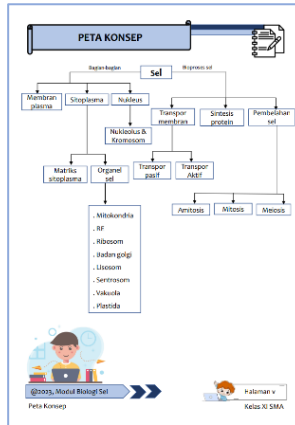 PETA KONSEP
Bagian-bagian
Bioproses sel
Sel
Membran
plasma
Sitoplasma
Nukleus
Transpor
membran
Sintesis
protein
Pembelahan
sel
Nukleolus &
Kromosom
Matriks
sitoplasma
Organel
sel
Transpor
pasif
Transpor
Aktif
Amitosis
Mitosis
Meiosis
. Mitokondria
. RE
. Ribosom
. Badan golgi
. Lisosom
. Sentrosom
. Vakuola
. Plastida
@2023, Modul Biologi Sel
Halaman v
Peta Konsep
Kelas XI SMA